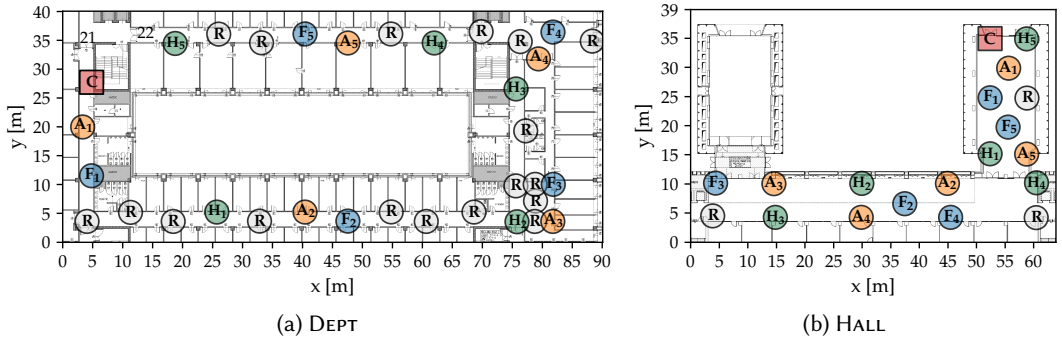 40
35
30
25
20
15
10
5
0
y [m]
21 22
H5 R R F5 A5 R H4 R R F4 R
A4
C
H3
A1
R
F1
R R F3
R
R R H1 R A2 F2 R R R H2 R A3
0 5 10 15 20 25 30 35 40 45 50 55 60 65 70 75 80 85 90
x [m]
(a) DEPT
39
30
25
20
15
10
5
0
y [m]
C H5
A1
F1 R
F5
H1 A5
F3 A3 H2 A2 H4
F2
R H3 A4 F4 R
0 5 10 15 20 25 30 35 40 45 50 55 60
x [m]
(b) HALL